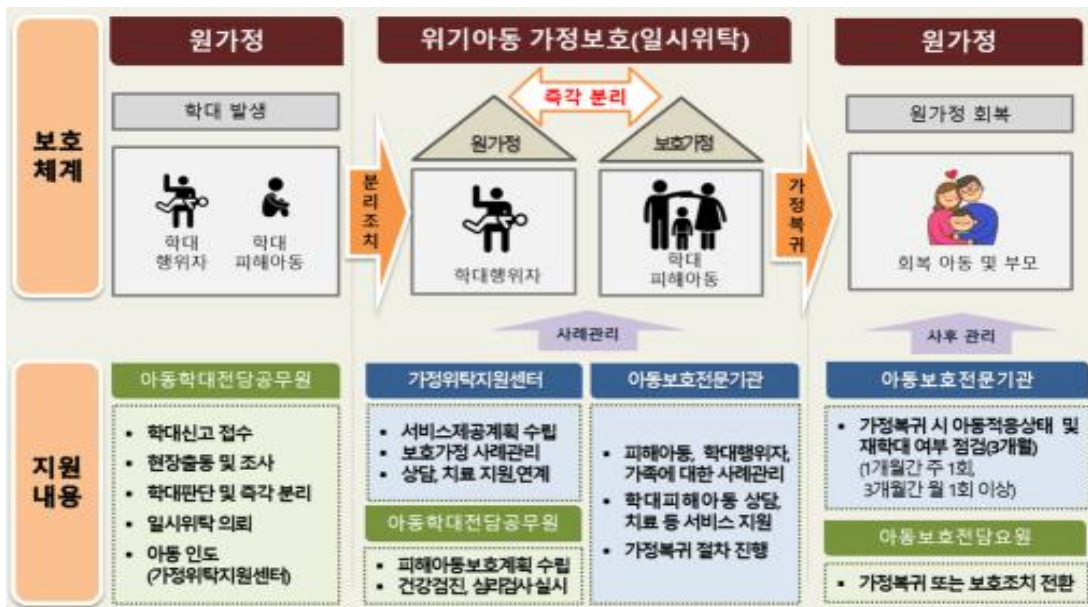 원가정
위기아동 가정보호(일시위탁)
원가정
보호
체계
학대 발생
학대
행위자
학대
피해아동
분리조치
즉각 분리
원가정
보호가정
학대행위자
학대
피해아동
가정복귀
원가정 회복
회복 아동 및 부모
사례관리
사후 관리
지원
내용
아동학대전담공무원
• 학대신고 접수
• 현장출동 및 조사
• 학대판단 및 즉각 분리
• 일시위탁 의뢰
• 아동 인도
(가정위탁지원센터)
가정위탁지원센터
• 서비스제공계획 수립
• 보호가정 사례관리
• 상담, 치료 지원,연계
아동학대전담공무원
• 피해아동보호계획 수립
• 건강검진, 심리검사실시
아동보호전문기관
• 피해아동, 학대행위자,
가족에 대한 사례관리
• 학대피해아동 상담,
치료 등 서비스 지원
• 가정복귀 절차 진행
아동보호전문기관
• 가정복귀 시 아동적응상태 및
재학대 여부 점검(3개월)
(1개월간 주 1회,
3개월간 월 1회 이상)
아동보호전담요원
• 가정복귀 또는 보호조치 전환